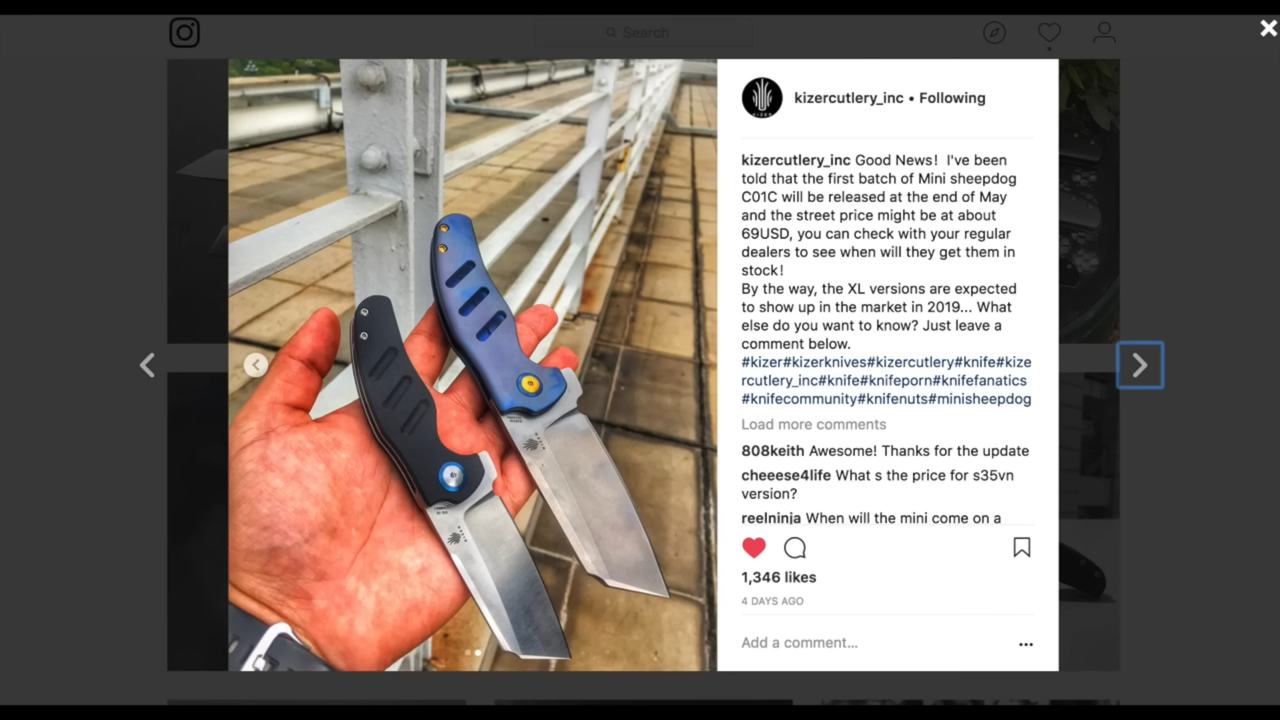 Search
kizercutlery_inc • Following
kizercutlery_inc Good News! I've been
told that the first batch of Mini sheepdog
C01C will be released at the end of May
and the street price might be at about
69USD, you can check with your regular
dealers to see when will they get them in
stock!
By the way, the XL versions are expected
to show up in the market in 2019... What
else do you want to know? Just leave a
comment below.
#kizer#kizerknives#kizercutlery#knife#kize
rcutlery_inc#knife#knifeporn#knifefanatics
#knifecommunity#knifenuts#minisheepdog
Load more comments
808keith Awesome! Thanks for the update
cheeese4life What s the price for s35vn
version?
reelninja When will the mini come on a
1,346 likes
4 DAYS AGO
Add a comment...